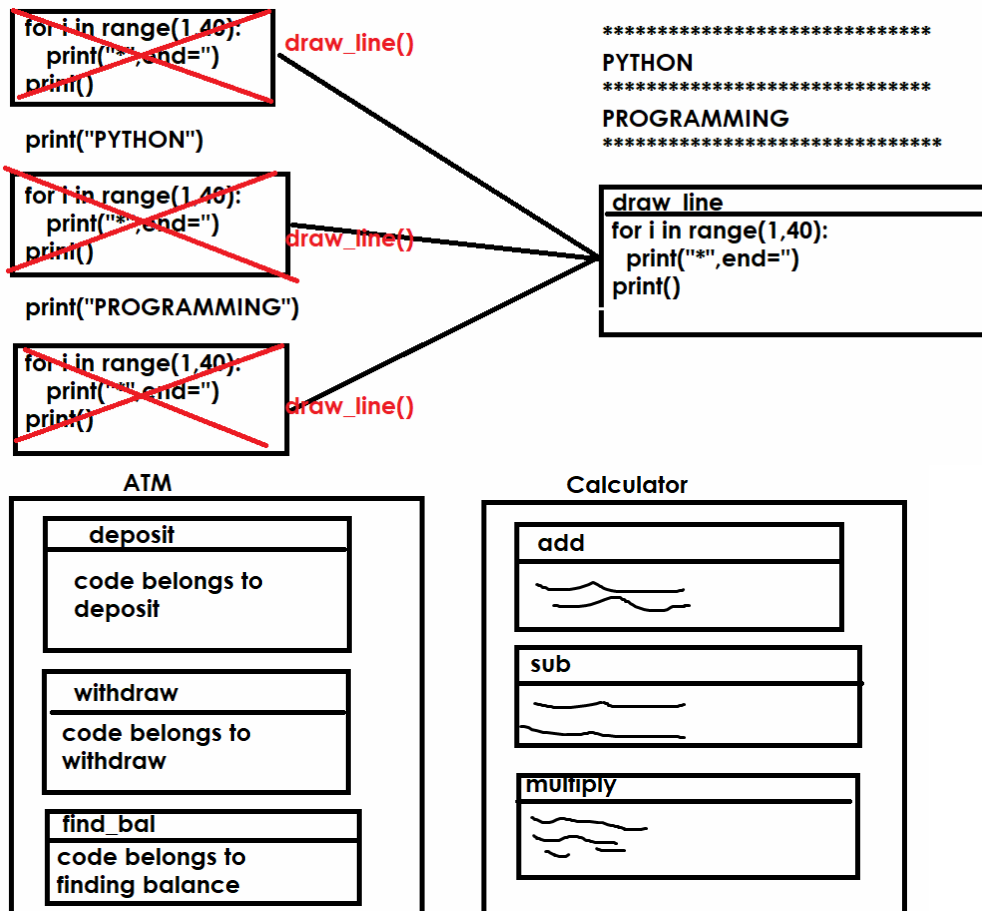 for i in range(1,40):
print("*",end='')
print()
draw_line()
print("PYTHON")
for i in range(1,40):
print("*",end='')
print()
draw_line()
print("PROGRAMMING")
for i in range(1,40):
print("*",end='')
print()
draw_line()
******************************
PYTHON
******************************
PROGRAMMING
*******************************
draw_line
for i in range(1,40):
print("*",end='')
print()
ATM
deposit
code belongs to
deposit
withdraw
code belongs to
withdraw
find_bal
code belongs to
finding balance
Calculator
add
sub
multiply